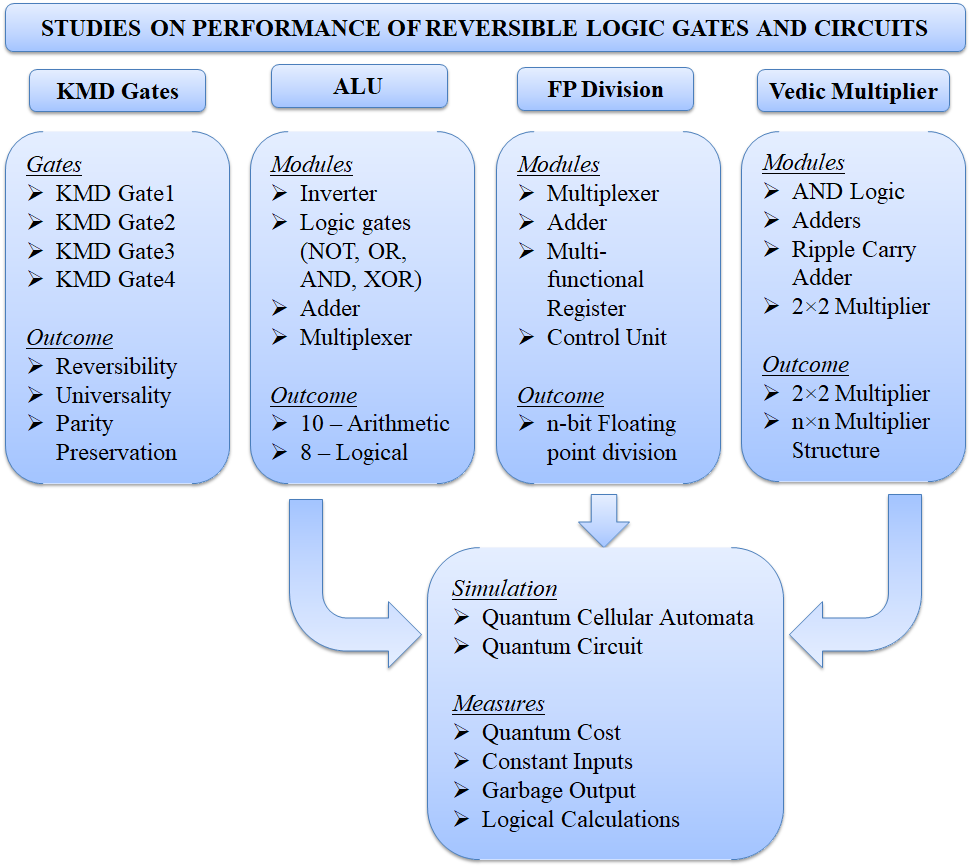 STUDIES ON PERFORMANCE OF REVERSIBLE LOGIC GATES AND CIRCUITS
KMD Gates
Gates
KMD Gate1
KMD Gate2
KMD Gate3
KMD Gate4
Outcome
Reversibility
Universality
Parity
Preservation
ALU
Modules
Inverter
Logic gates
(NOT, OR,
AND, XOR)
Adder
Multiplexer
Outcome
10 – Arithmetic
8 – Logical
FP Division
Modules
Multiplexer
Adder
Multi-
functional
Register
Control Unit
Outcome
n-bit Floating
point division
Vedic Multiplier
Modules
AND Logic
Adders
Ripple Carry
Adder
2×2 Multiplier
Outcome
2×2 Multiplier
n×n Multiplier
Structure
Simulation
Quantum Cellular Automata
Quantum Circuit
Measures
Quantum Cost
Constant Inputs
Garbage Output
Logical Calculations